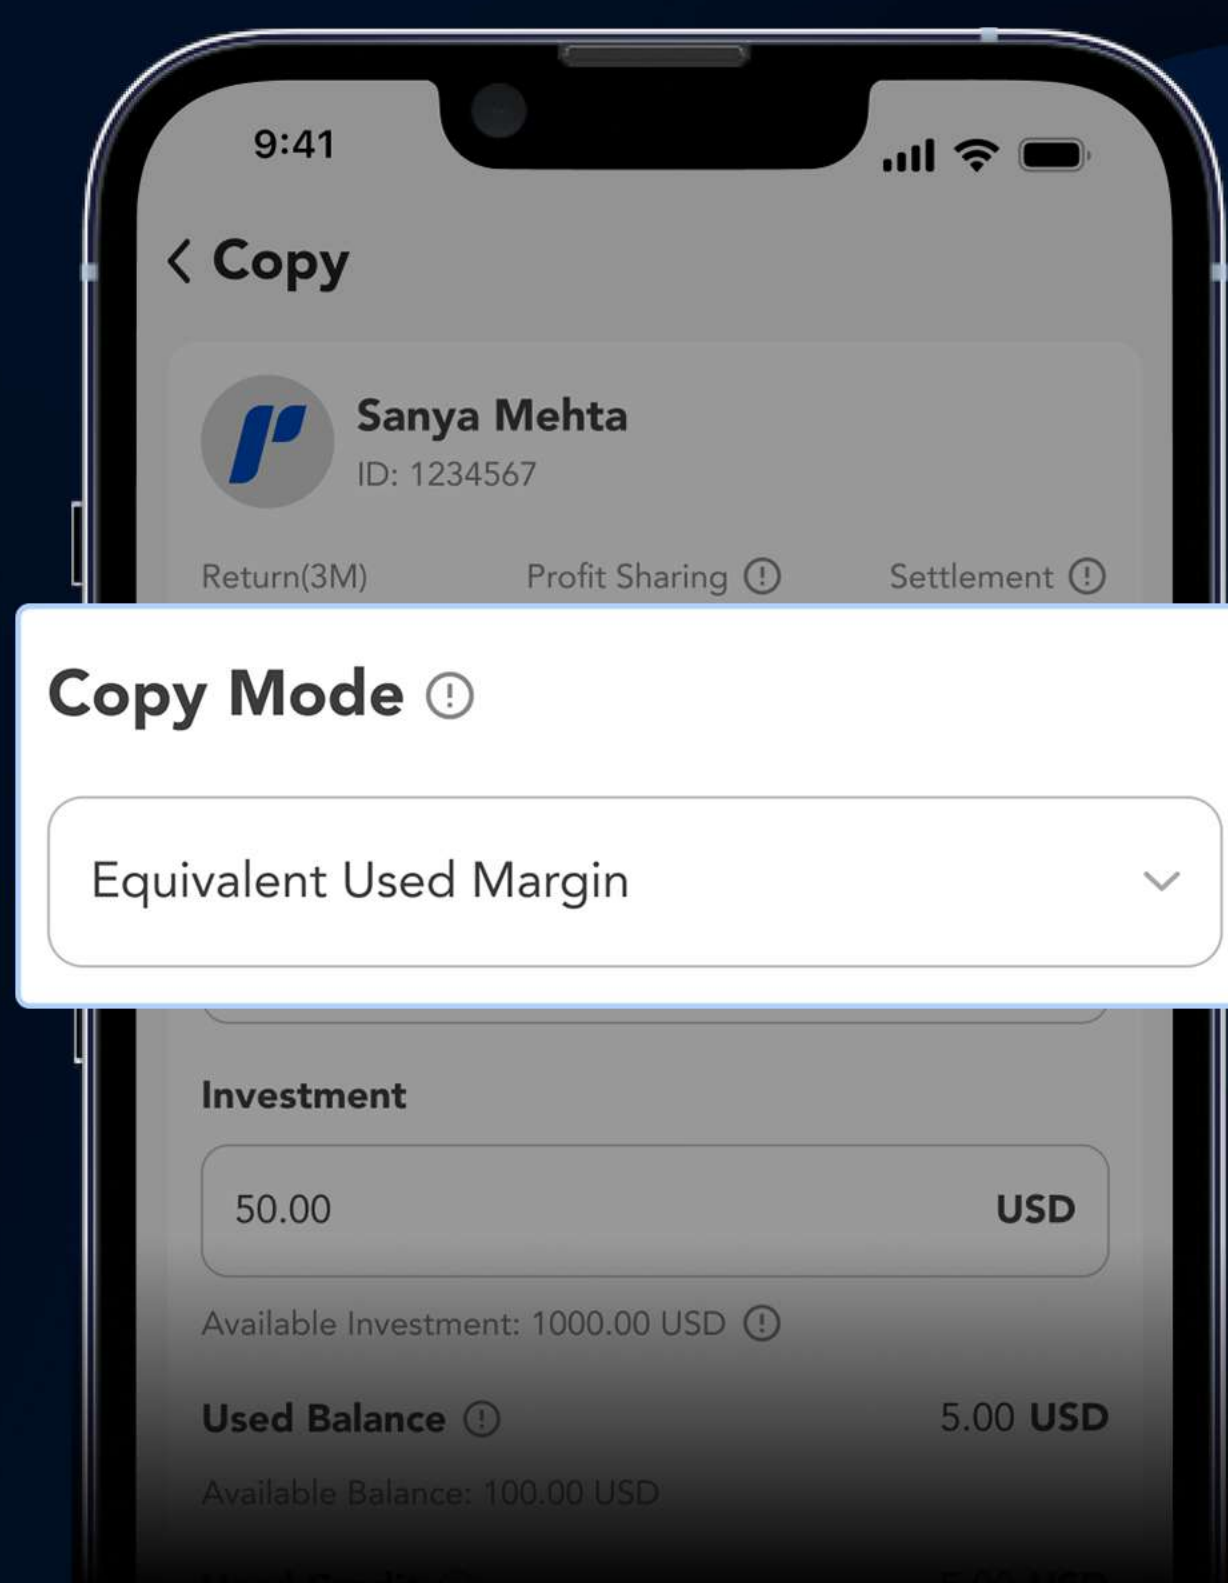 9:41
Copy
Sanya Mehta
ID: 1234567
Return(3M) Profit Sharing Settlement
Copy Mode
Equivalent Used Margin
Investment
50.00 USD
Available Investment: 1000.00 USD
Used Balance 5.00 USD
Available Balance: 100.00 USD